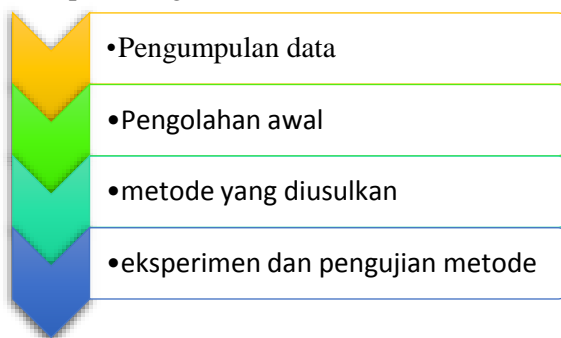 •Pengumpulan data
•Pengolahan awal
•metode yang diusulkan
•eksperimen dan pengujian metode